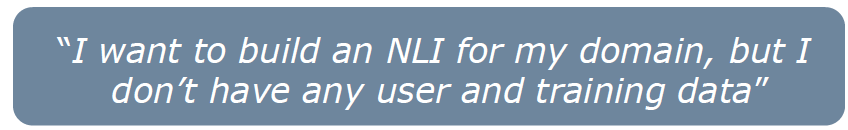 “I want to build an NLI for my domain, but I
don’t have any user and training data”